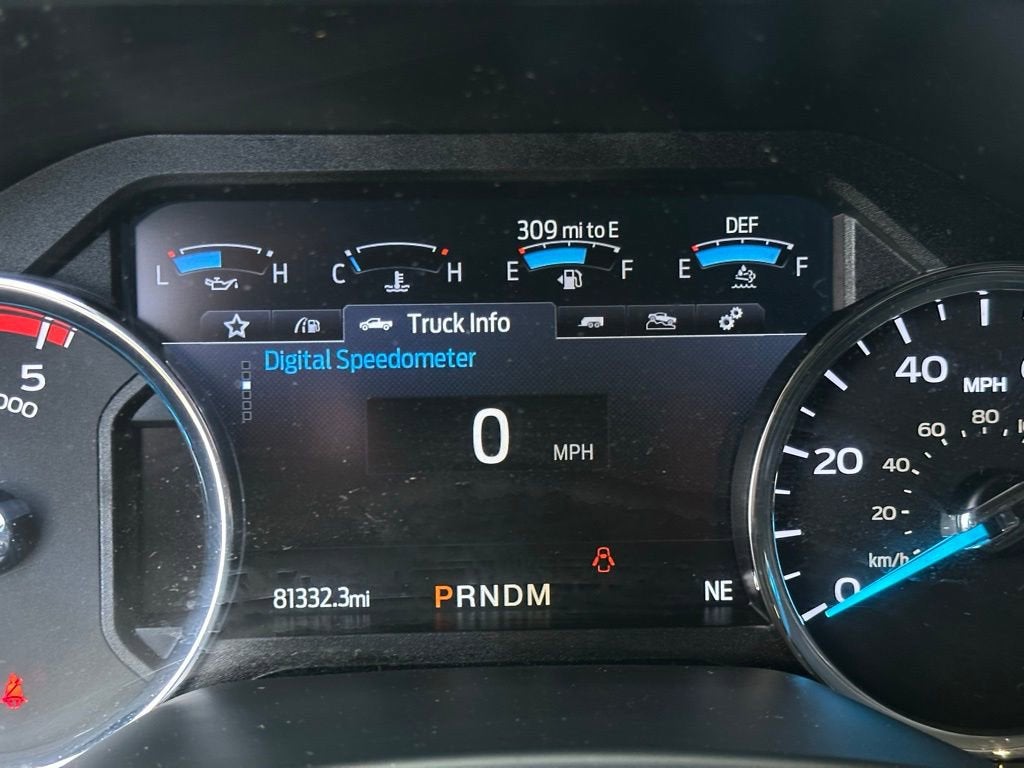 309 mi to E
DEF
L H
C H
E F
E F
Truck Info
Digital Speedometer
0 MPH
81332.3mi
PRNDM
NE
5
000
40
MPH
20
0
80
60
40
20
km/h